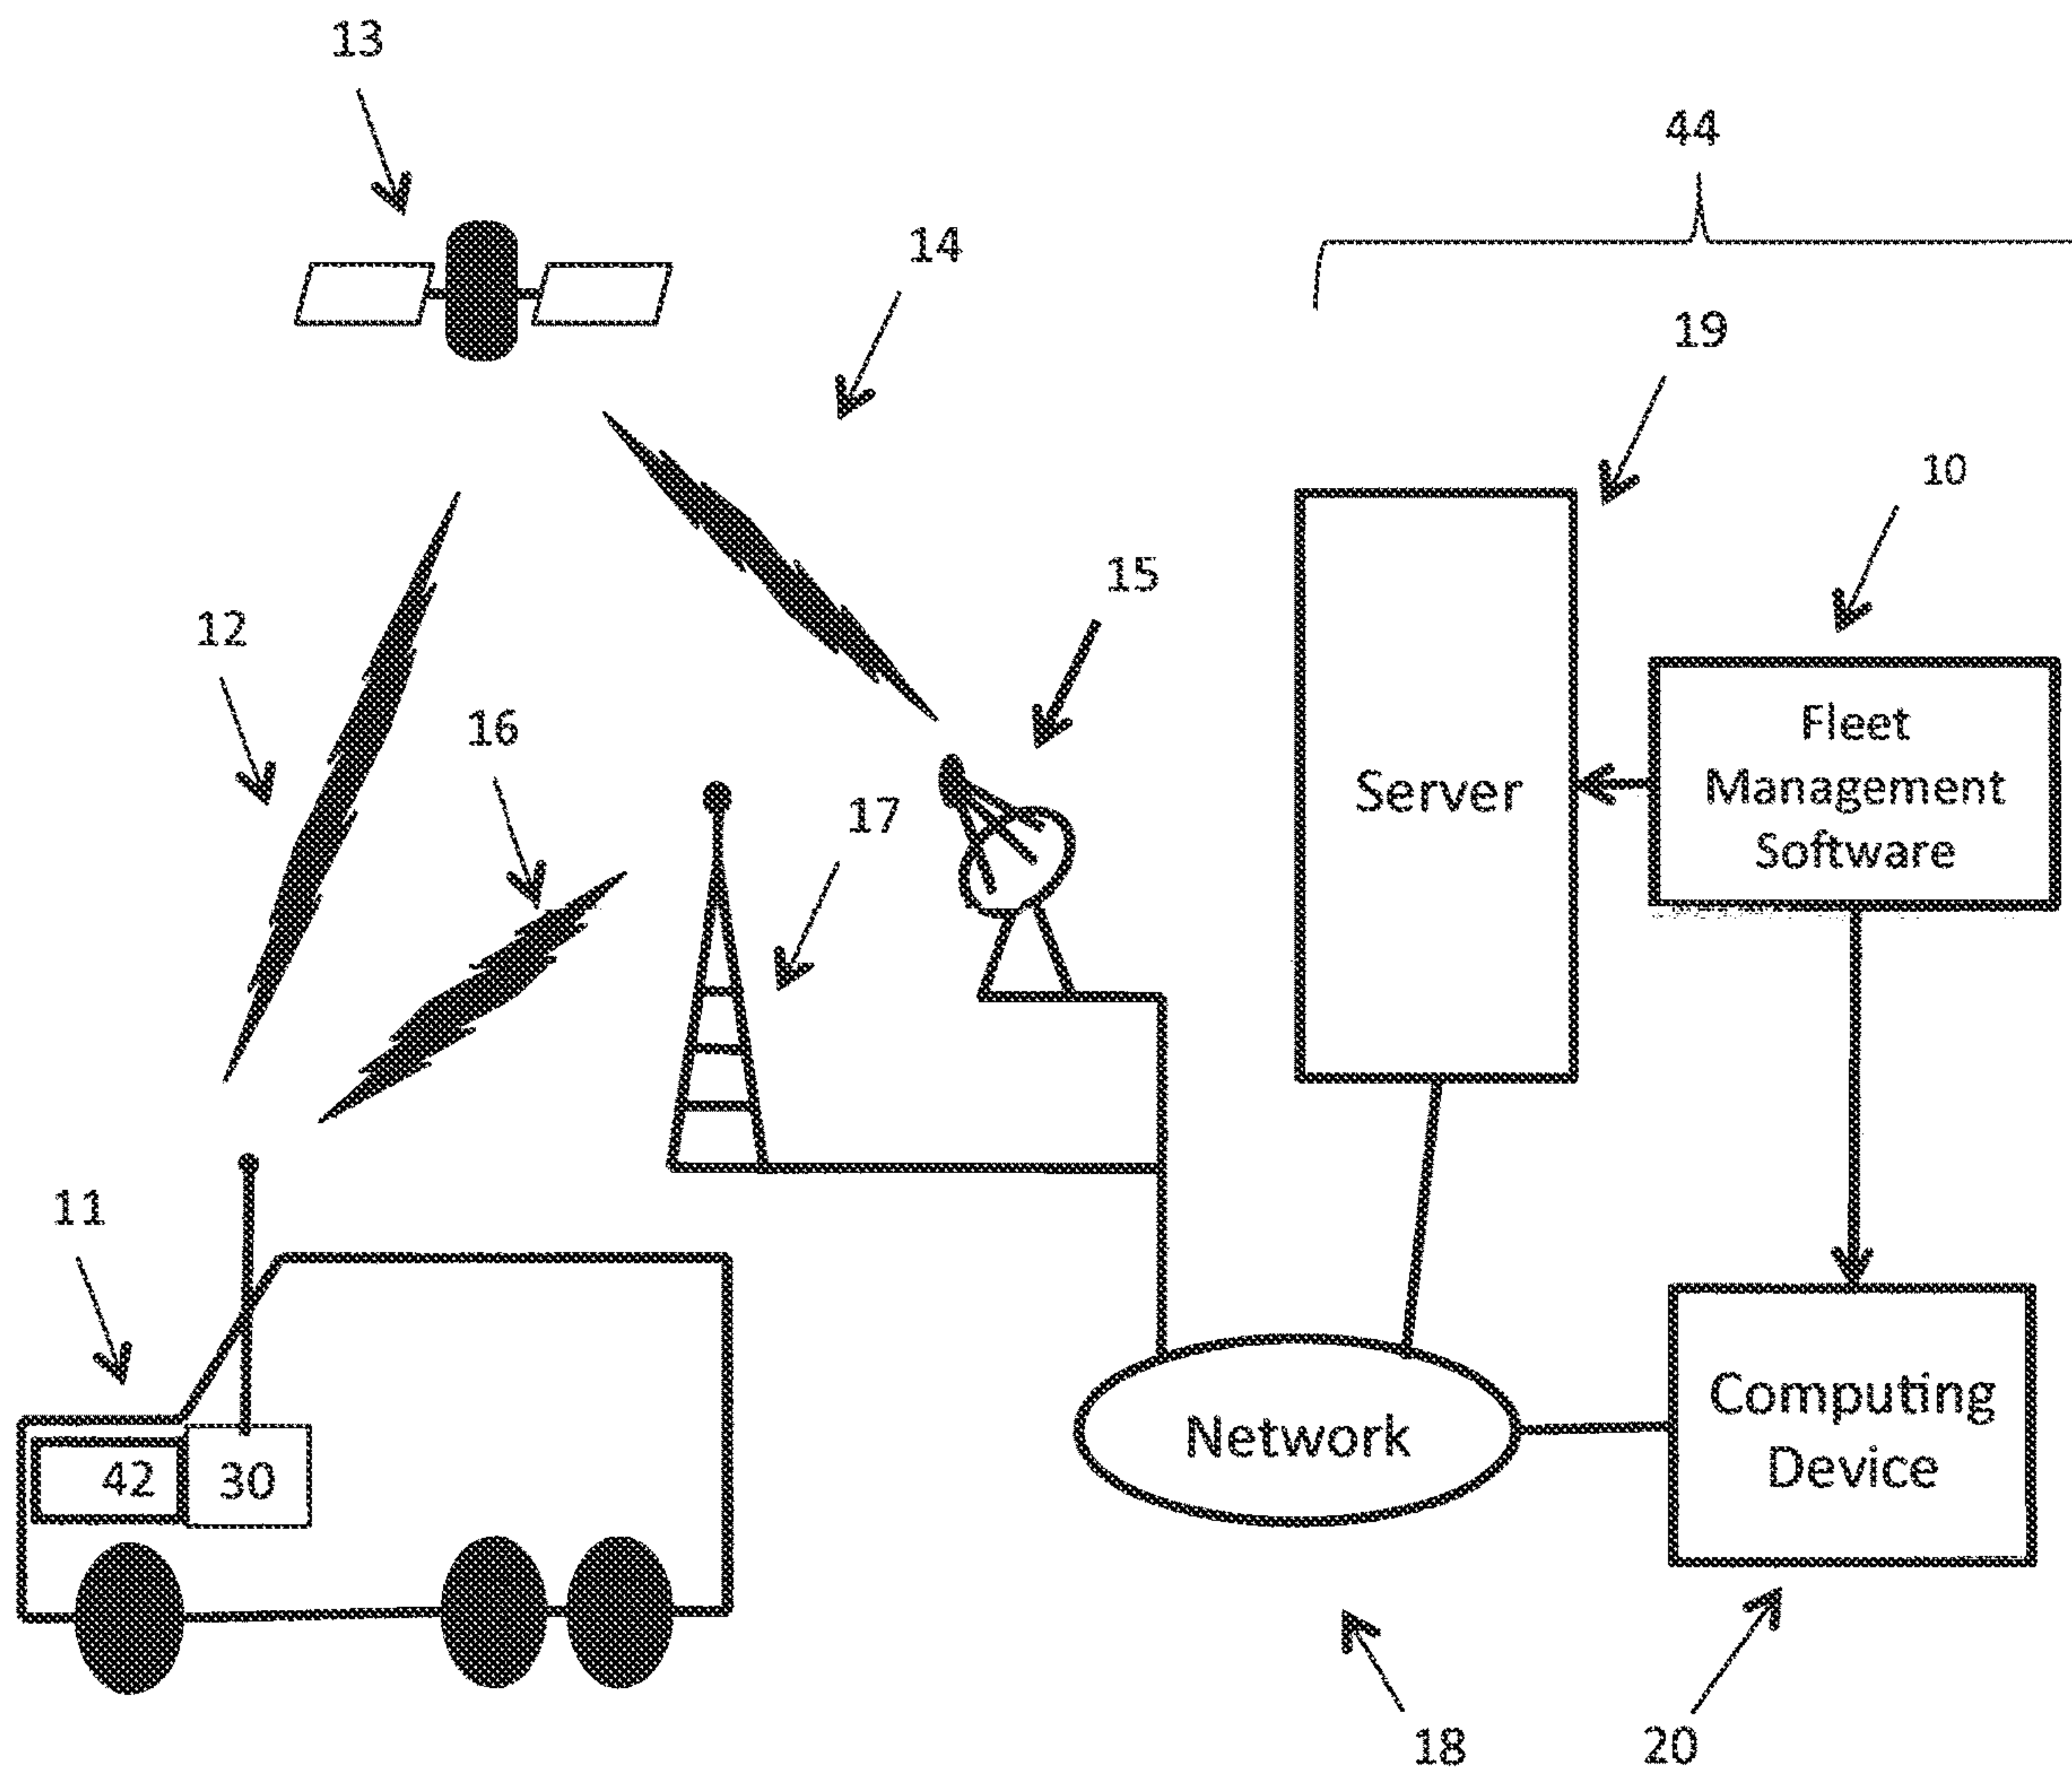 13
44
14
19
10
15
12
16
17
Fleet
Management
Software
Server
11
Computing
Device
Network
42
30
18
20